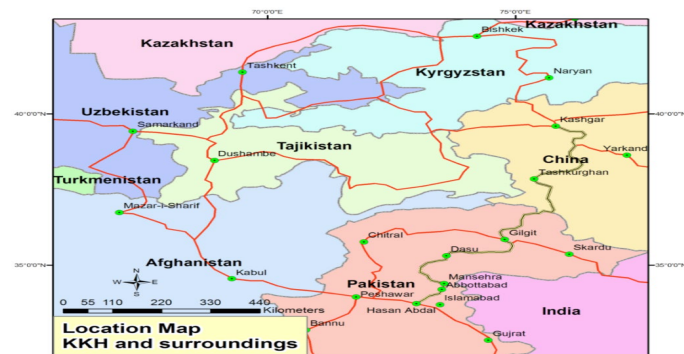 70°0'0"E
75°0'0"E
Kazakhstan
Bishkek
Kazakhstan
Tashkent
Kyrgyzstan
Naryan
40°0'0"N
40°0'0"N
Uzbekistan
Samarkand
Kashgar
Dushambe
Tajikistan
China
Yarkand
Turkmenistan
Tashkurghan
Mazar-i-Sharif
Chitral
Gilgit
Dasu
Skardu
35°0'0"N
35°0'0"N
Afghanistan
N
W
E
S
Kabul
Pakistan
Mansehra
Abbottabad
Peshawar
Islamabad
Hasan Abdal
India
0 55 110 220 330 440
Kilometers
Bannu
Gujrat
Location Map
KKH and surroundings